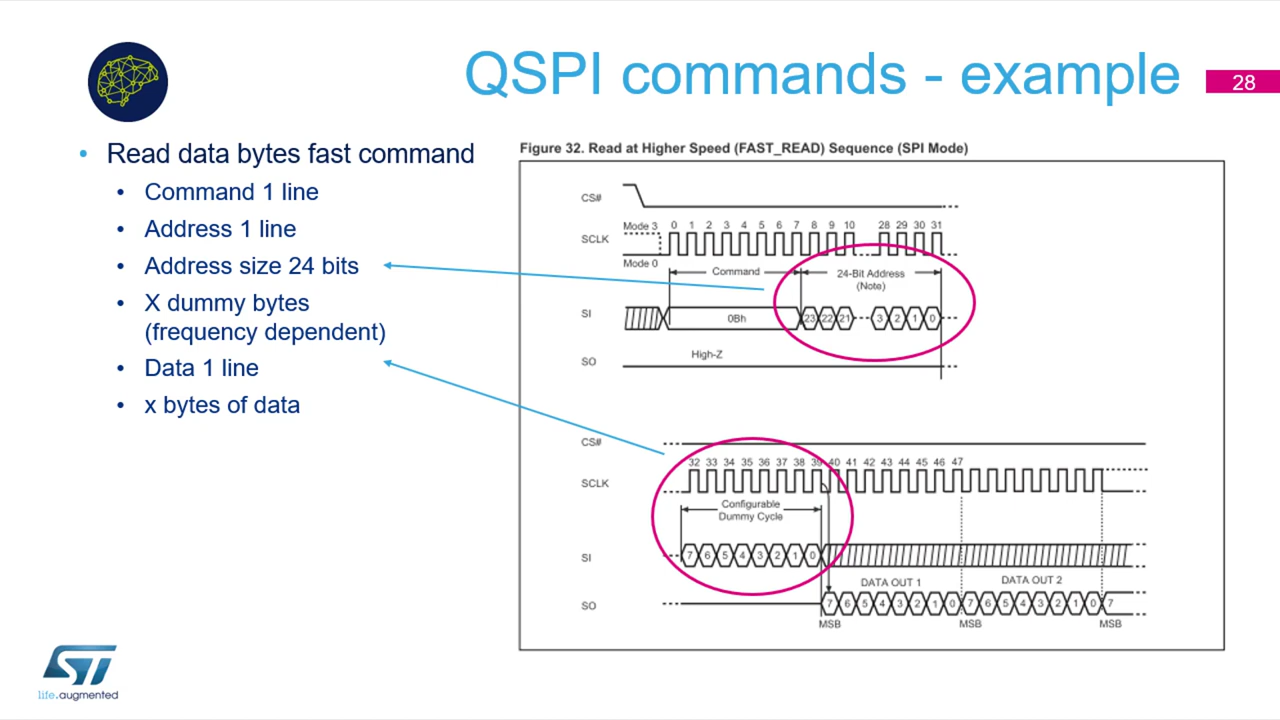 QSPI commands - example
28
• Read data bytes fast command
• Command 1 line
• Address 1 line
• Address size 24 bits
• X dummy bytes
(frequency dependent)
• Data 1 line
• x bytes of data
Figure 32. Read at Higher Speed (FAST_READ) Sequence (SPI Mode)
CS#
Mode 3 0 1 2 3 4 5 6 7 8 9 10 28 29 30 31
SCLK
Mode 0
Command 24-Bit Address
(Note)
SI 0Bh 23 22 21 3 2 1 0
High-Z
SO
CS#
32 33 34 35 36 37 38 39 40 41 42 43 44 45 46 47
SCLK
Configurable
Dummy Cycle
SI 7 6 5 4 3 2 1 0
DATA OUT 1 DATA OUT 2
SO 7 6 5 4 3 2 1 0 7 6 5 4 3 2 1 0 7
MSB MSB MSB
ST
life.augmented